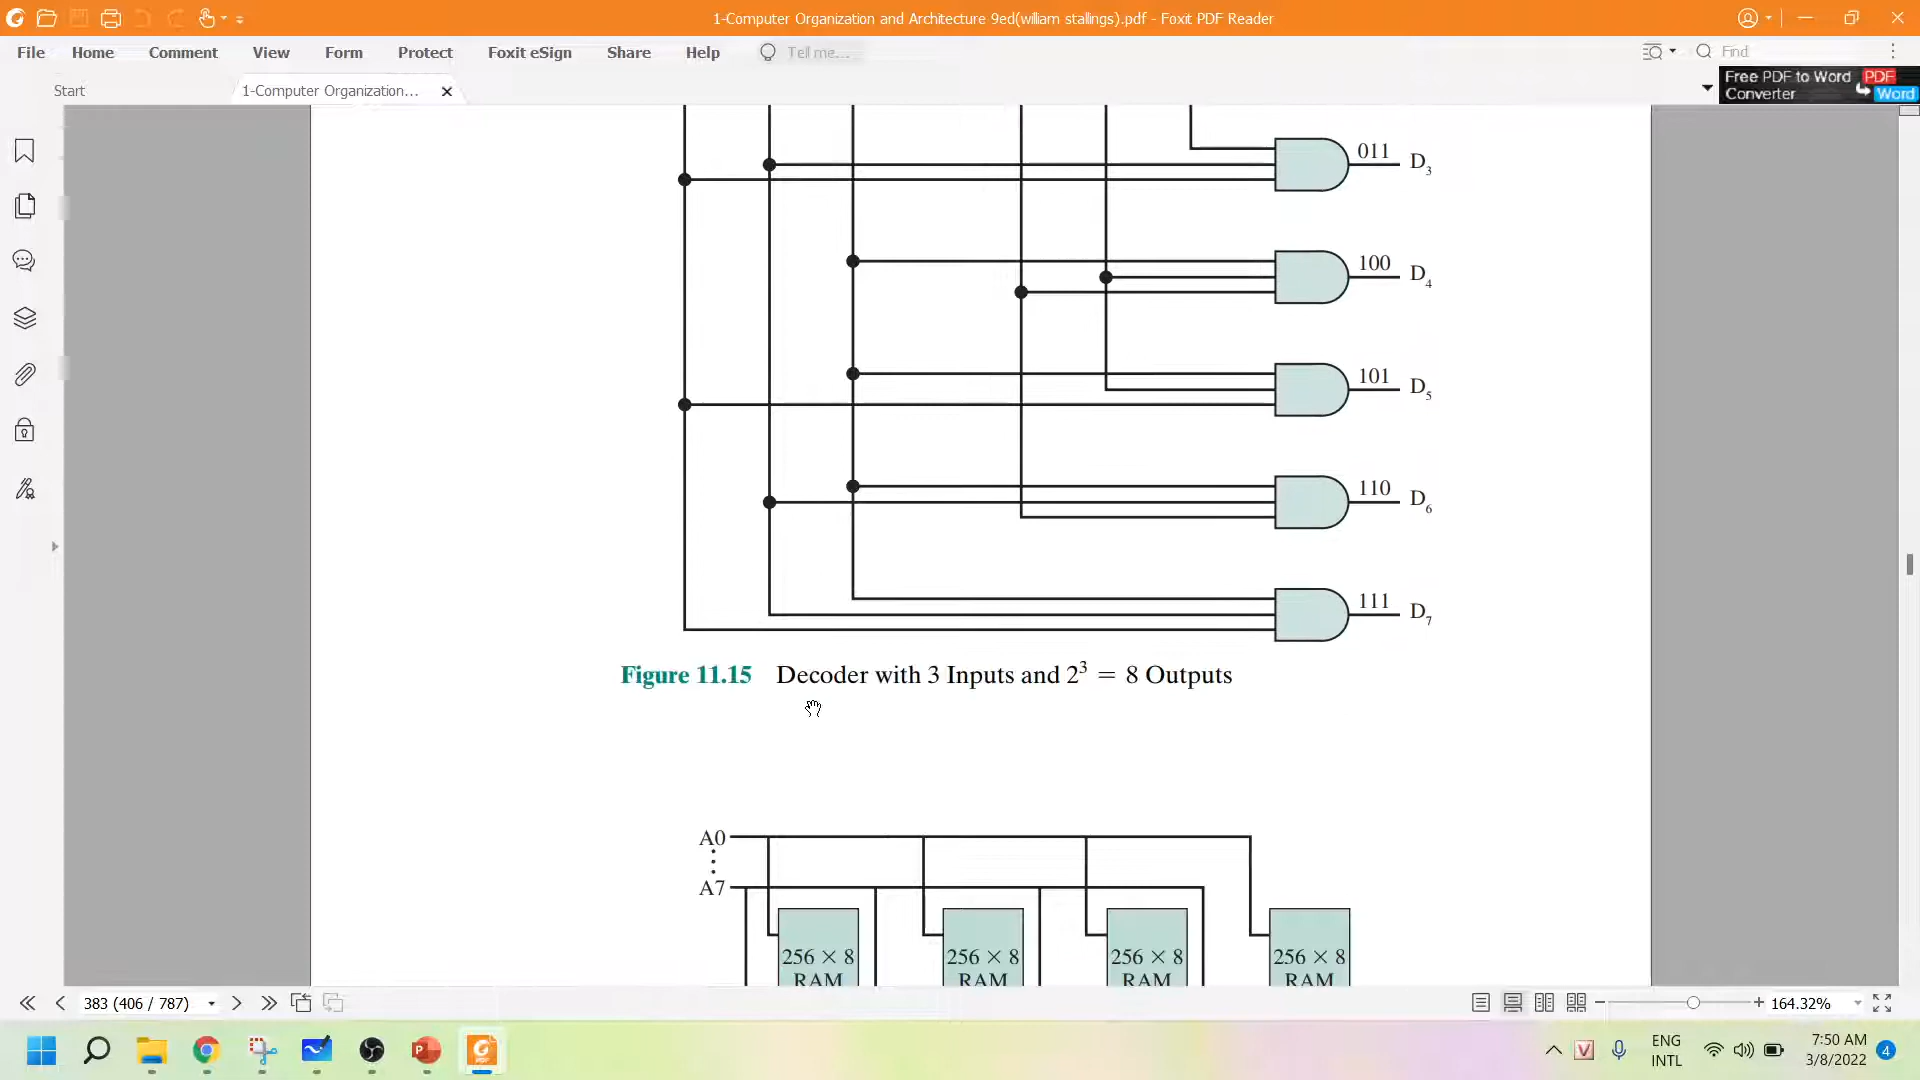 1-Computer Organization and Architecture 9ed(william stallings).pdf - Foxit PDF Reader
File Home Comment View Form Protect Foxit eSign Share Help Tell me... Find
Start 1-Computer Organization...
Free PDF to Word Converter PDF Word
011 D3
100 D4
101 D5
110 D6
111 D7
Figure 11.15 Decoder with 3 Inputs and 2³ = 8 Outputs
A0
A7
256 × 8 256 × 8 256 × 8 256 × 8
RAM RAM RAM RAM
383 (406 / 787) 164.32%
ENG 7:50 AM
INTL 3/8/2022 4